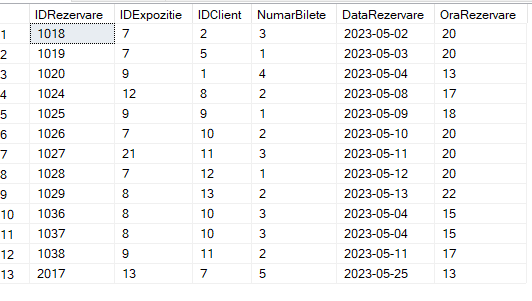 IDRezervare IDExpozitie IDClient NumarBilete DataRezervare OraRezervare
1 1018 7 2 3 2023-05-02 20
2 1019 7 5 1 2023-05-03 20
3 1020 9 1 4 2023-05-04 13
4 1024 12 8 2 2023-05-08 17
5 1025 9 9 1 2023-05-09 18
6 1026 7 10 2 2023-05-10 20
7 1027 21 11 3 2023-05-11 20
8 1028 7 12 1 2023-05-12 20
9 1029 8 13 2 2023-05-13 22
10 1036 8 10 3 2023-05-04 15
11 1037 8 10 3 2023-05-04 15
12 1038 9 11 2 2023-05-11 17
13 2017 13 7 5 2023-05-25 13